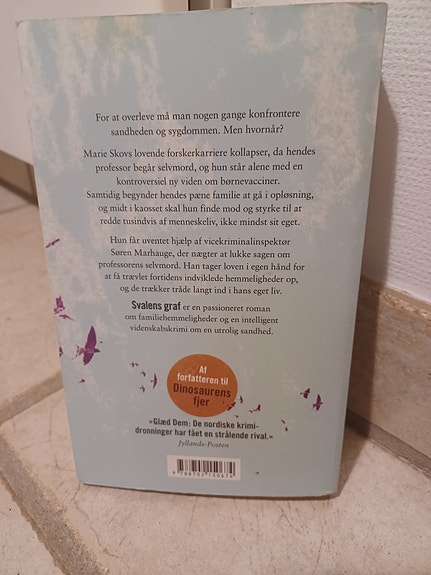 For at overleve må man nogen gange konfrontere
sandheden og sygdommen. Men hvornår?
Marie Skovs lovende forskerkarriere kollapser, da hendes
professor begår selvmord, og hun står alene med en
kontroversiel ny viden om børnevacciner.
Samtidig begynder hendes pæne familie at gå i opløsning,
og midt i kaosset skal hun finde mod og styrke til at
redde tusindvis af menneskeliv, ikke mindst sit eget.
Hun får uventet hjælp af vicekriminalinspektør
Søren Marhauge, der nægter at lukke sagen om
professorens selvmord. Han tager loven i egen hånd for
at få trævlet fortidens indviklede hemmeligheder op,
og de trækker tråde langt ind i hans eget liv.
Svalens graf er en passioneret roman
om familiehemmeligheder og en intelligent
videnskabskrimi om en utrolig sandhed.
Af
forfatteren til
Dinosaurens
fjer
»Glæd Dem: De nordiske krimi-
dronninger har fået en strålende rival.«
Jyllands-Posten